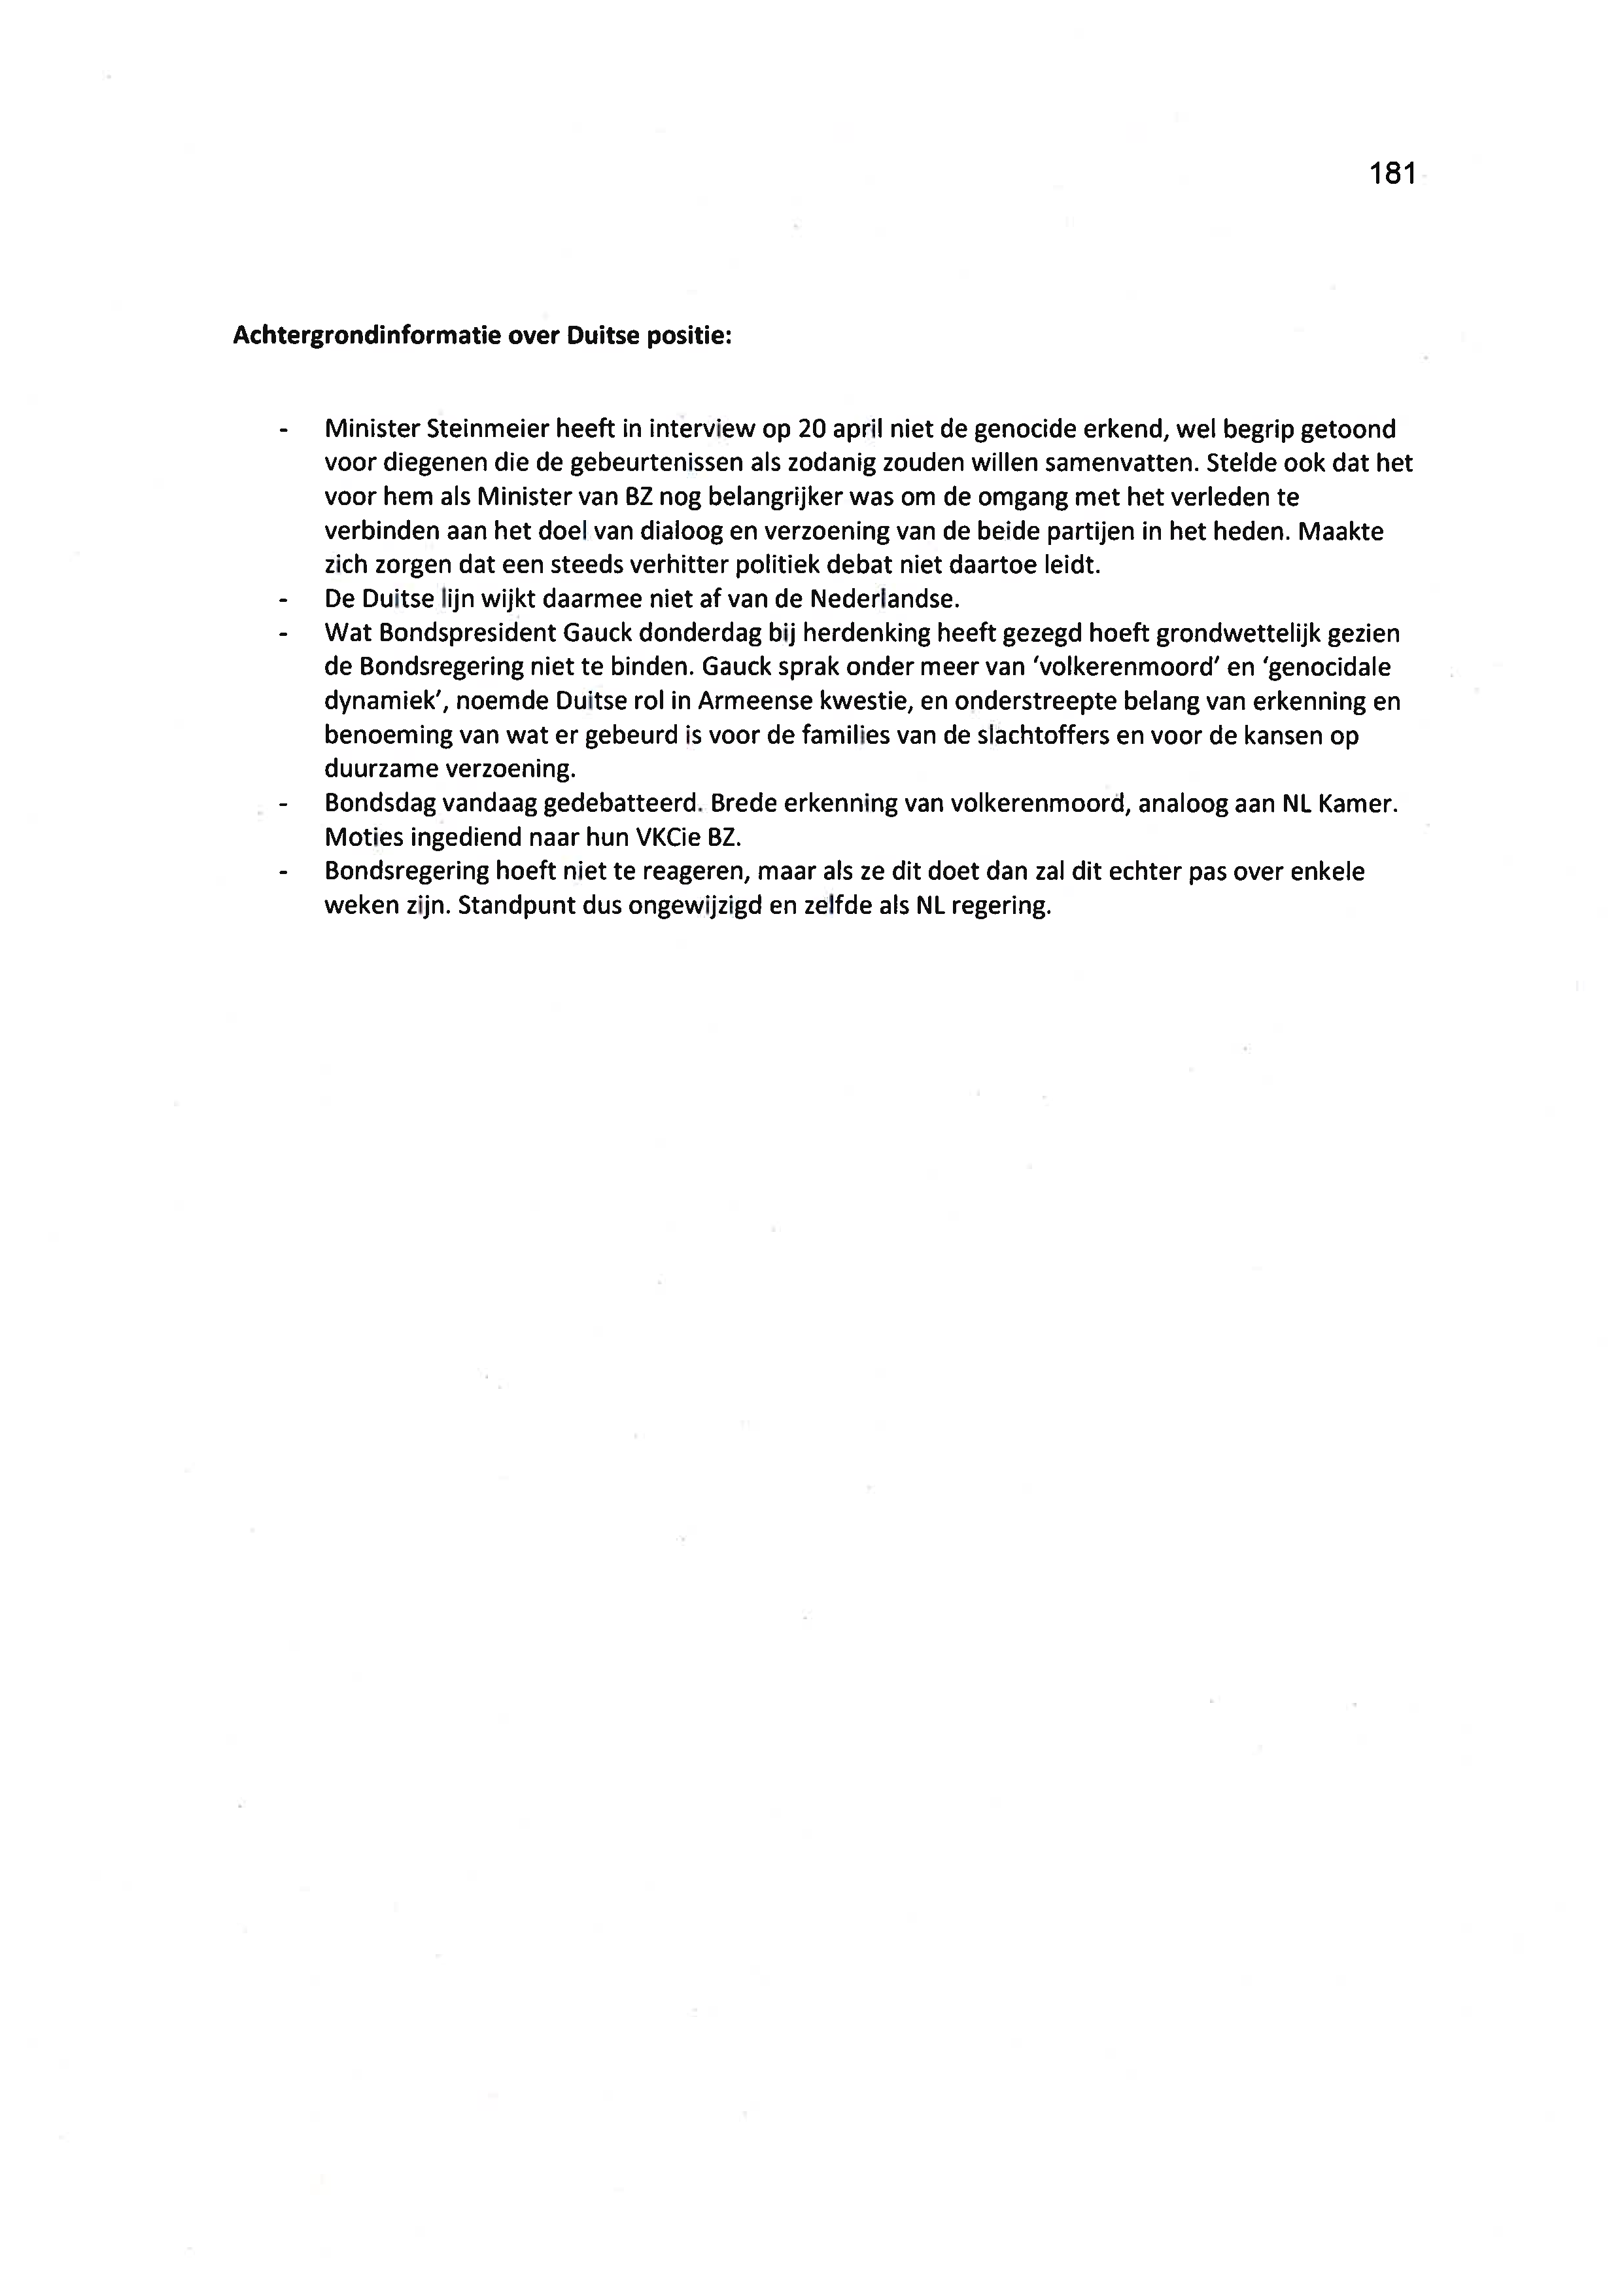 181
Achtergrondinformatie over Duitse positie:
- Minister Steinmeier heeft in interview op 20 april niet de genocide erkend, wel begrip getoond
voor diegenen die de gebeurtenissen als zodanig zouden willen samenvatten. Stelde ook dat het
voor hem als Minister van BZ nog belangrijker was om de omgang met het verleden te
verbinden aan het doel van dialoog en verzoening van de beide partijen in het heden. Maakte
zich zorgen dat een steeds verhitter politiek debat niet daartoe leidt.
- De Duitse lijn wijkt daarmee niet af van de Nederlandse.
- Wat Bondspresident Gauck donderdag bij herdenking heeft gezegd hoeft grondwettelijk gezien
de Bondsregering niet te binden. Gauck sprak onder meer van ‘volkerenmoord’ en ‘genocidale
dynamiek’, noemde Duitse rol in Armeense kwestie, en onderstreepte belang van erkenning en
benoeming van wat er gebeurd is voor de families van de slachtoffers en voor de kansen op
duurzame verzoening.
- Bondsdag vandaag gedebatteerd. Brede erkenning van volkerenmoord, analoog aan NL Kamer.
Moties ingediend naar hun VKCie BZ.
- Bondsregering hoeft niet te reageren, maar als ze dit doet dan zal dit echter pas over enkele
weken zijn. Standpunt dus ongewijzigd en zelfde als NL regering.